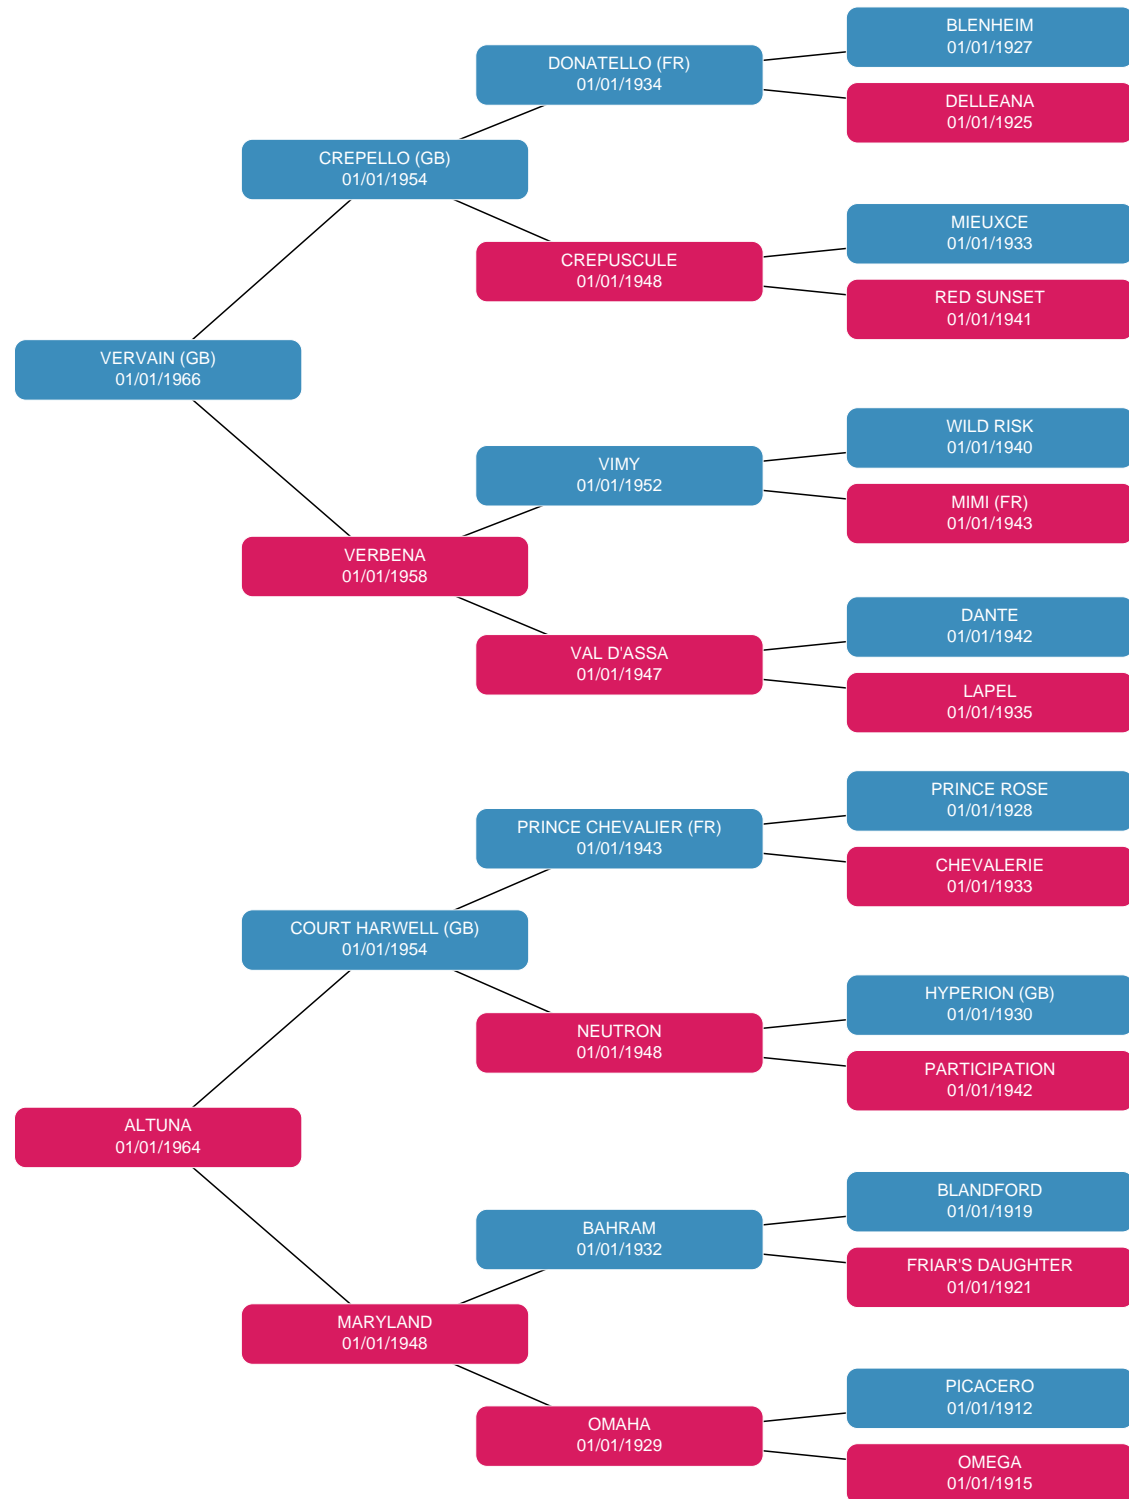 BLENHEIM
01/01/1927
DONATELLO (FR)
01/01/1934
DELLEANA
01/01/1925
CREPELLO (GB)
01/01/1954
MIEUXCE
01/01/1933
CREPUSCULE
01/01/1948
RED SUNSET
01/01/1941
VERVAIN (GB)
01/01/1966
WILD RISK
01/01/1940
VIMY
01/01/1952
MIMI (FR)
01/01/1943
VERBENA
01/01/1958
DANTE
01/01/1942
VAL D'ASSA
01/01/1947
LAPEL
01/01/1935
PRINCE ROSE
01/01/1928
PRINCE CHEVALIER (FR)
01/01/1943
CHEVALERIE
01/01/1933
COURT HARWELL (GB)
01/01/1954
HYPERION (GB)
01/01/1930
NEUTRON
01/01/1948
PARTICIPATION
01/01/1942
ALTUNA
01/01/1964
BLANDFORD
01/01/1919
BAHRAM
01/01/1932
FRIAR'S DAUGHTER
01/01/1921
MARYLAND
01/01/1948
PICACERO
01/01/1912
OMAHA
01/01/1929
OMEGA
01/01/1915